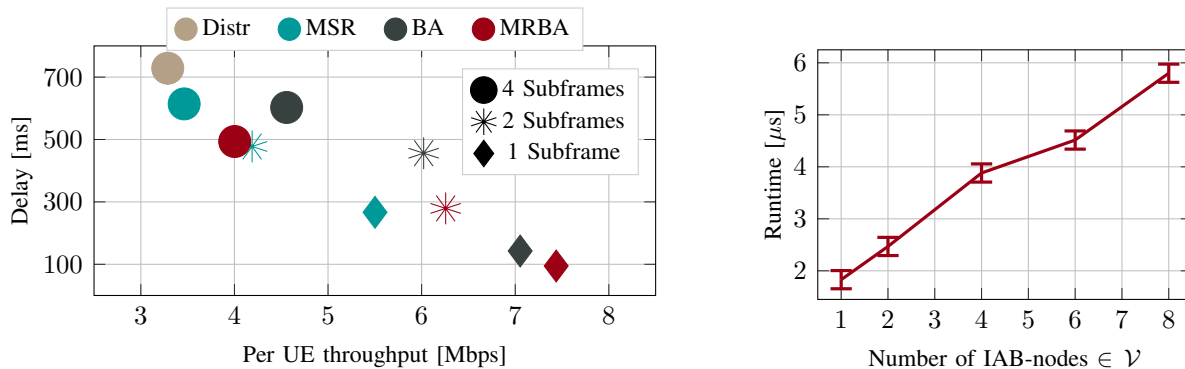 Distr MSR BA MRBA
700
500
300
100
Delay [ms]
4 Subframes
2 Subframes
1 Subframe
3 4 5 6 7 8
Per UE throughput [Mbps]
6
5
4
3
2
Runtime [μs]
1 2 3 4 5 6 7 8
Number of IAB-nodes ∈ 𝒱